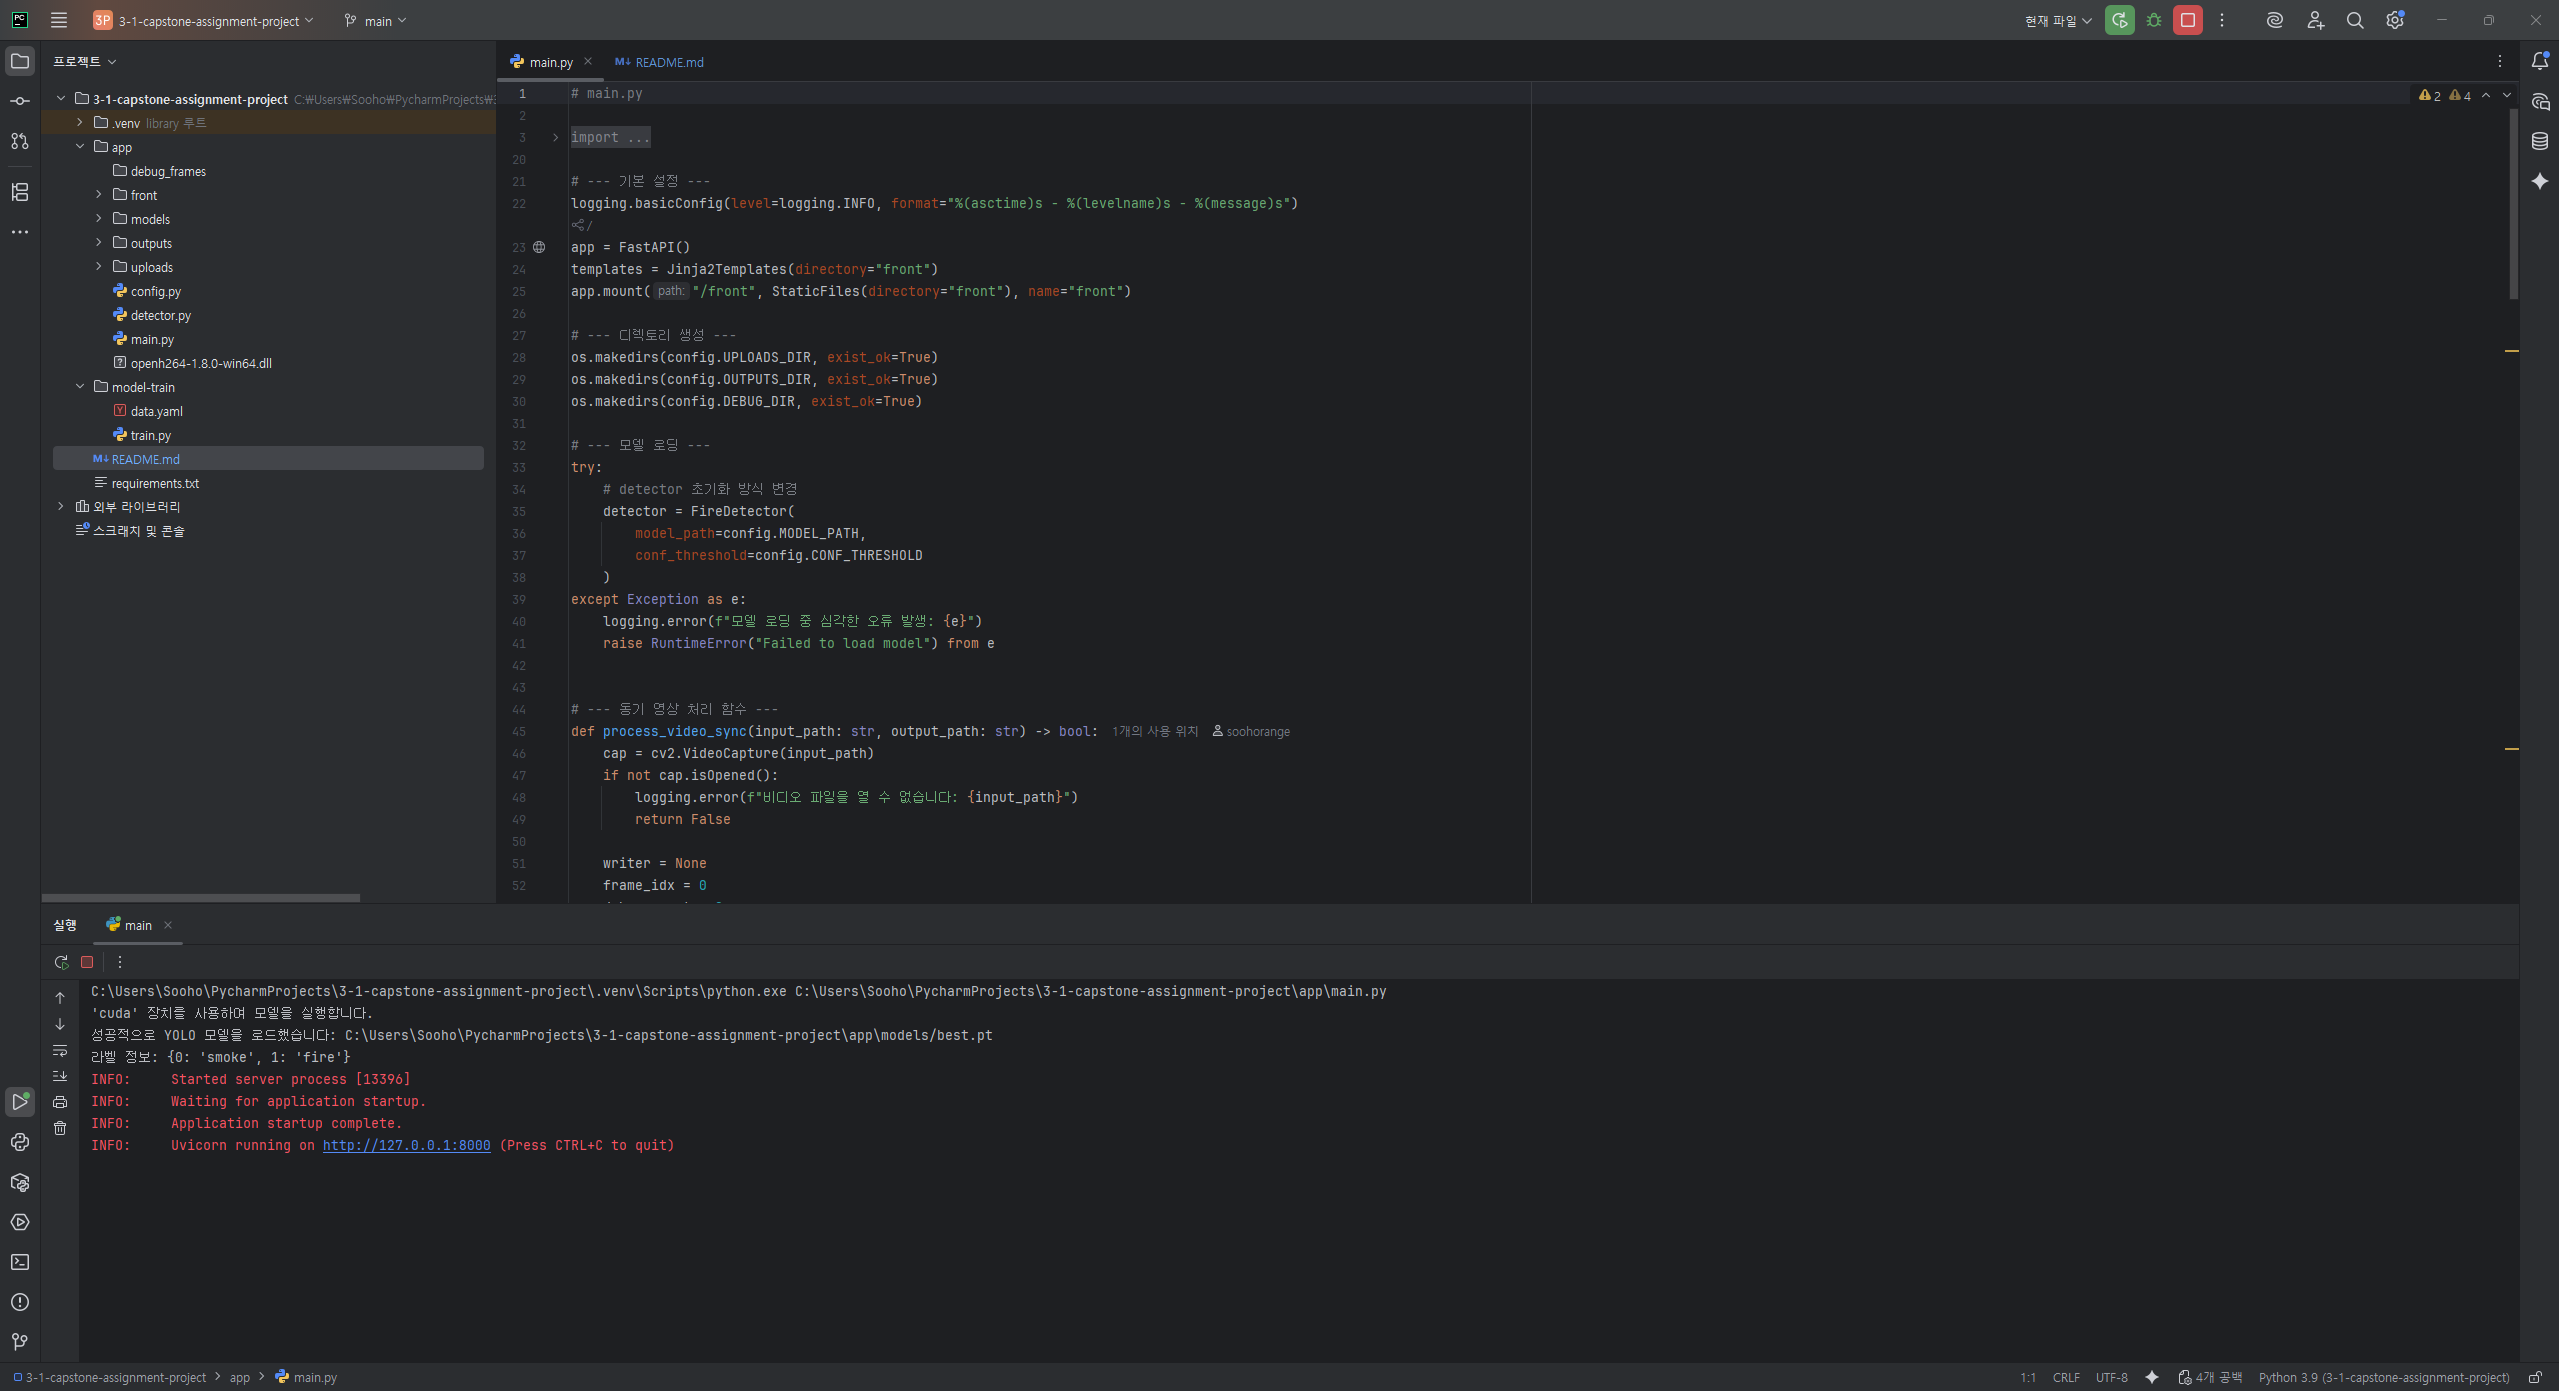 PC 3P 3-1-capstone-assignment-project main 현재 파일
프로젝트
3-1-capstone-assignment-project C:₩Users₩Sooho₩PycharmProjects₩3
.venv library 루트
app
debug_frames
front
models
outputs
uploads
config.py
detector.py
main.py
openh264-1.8.0-win64.dll
model-train
data.yaml
train.py
README.md
requirements.txt
외부 라이브러리
스크래치 및 콘솔
main.py README.md
2 4
1 # main.py
2
3 import ...
20
21 # --- 기본 설정 ---
22 logging.basicConfig(level=logging.INFO, format="%(asctime)s - %(levelname)s - %(message)s")
/
23 app = FastAPI()
24 templates = Jinja2Templates(directory="front")
25 app.mount( path: "/front", StaticFiles(directory="front"), name="front")
26
27 # --- 디렉토리 생성 ---
28 os.makedirs(config.UPLOADS_DIR, exist_ok=True)
29 os.makedirs(config.OUTPUTS_DIR, exist_ok=True)
30 os.makedirs(config.DEBUG_DIR, exist_ok=True)
31
32 # --- 모델 로딩 ---
33 try:
34 # detector 초기화 방식 변경
35 detector = FireDetector(
36 model_path=config.MODEL_PATH,
37 conf_threshold=config.CONF_THRESHOLD
38 )
39 except Exception as e:
40 logging.error(f"모델 로딩 중 심각한 오류 발생: {e}")
41 raise RuntimeError("Failed to load model") from e
42
43
44 # --- 동기 영상 처리 함수 ---
45 def process_video_sync(input_path: str, output_path: str) -> bool: 1개의 사용 위치 soohorange
46 cap = cv2.VideoCapture(input_path)
47 if not cap.isOpened():
48 logging.error(f"비디오 파일을 열 수 없습니다: {input_path}")
49 return False
50
51 writer = None
52 frame_idx = 0
실행 main
C:\Users\Sooho\PycharmProjects\3-1-capstone-assignment-project\.venv\Scripts\python.exe C:\Users\Sooho\PycharmProjects\3-1-capstone-assignment-project\app\main.py
'cuda' 장치를 사용하여 모델을 실행합니다.
성공적으로 YOLO 모델을 로드했습니다: C:\Users\Sooho\PycharmProjects\3-1-capstone-assignment-project\app\models/best.pt
라벨 정보: {0: 'smoke', 1: 'fire'}
INFO: Started server process [13396]
INFO: Waiting for application startup.
INFO: Application startup complete.
INFO: Uvicorn running on http://127.0.0.1:8000 (Press CTRL+C to quit)
3-1-capstone-assignment-project app main.py
1:1 CRLF UTF-8 4개 공백 Python 3.9 (3-1-capstone-assignment-project)